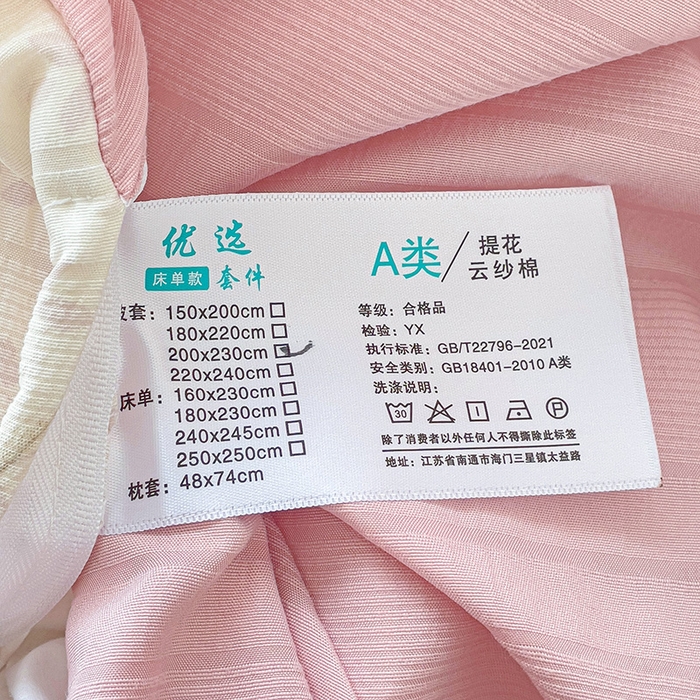 优选
床单款 套件
A类/提花
云纱棉
被套：150x200cm□
180x220cm□
200x230cm☑
220x240cm□
床单：160x230cm□
180x230cm□
240x245cm□
250x250cm□
枕套：48x74cm
等级：合格品
检验：YX
执行标准：GB/T22796-2021
安全类别：GB18401-2010 A类
洗涤说明：
30
P
除了消费者以外任何人不得撕除此标签
地址：江苏省南通市海门三星镇太益路